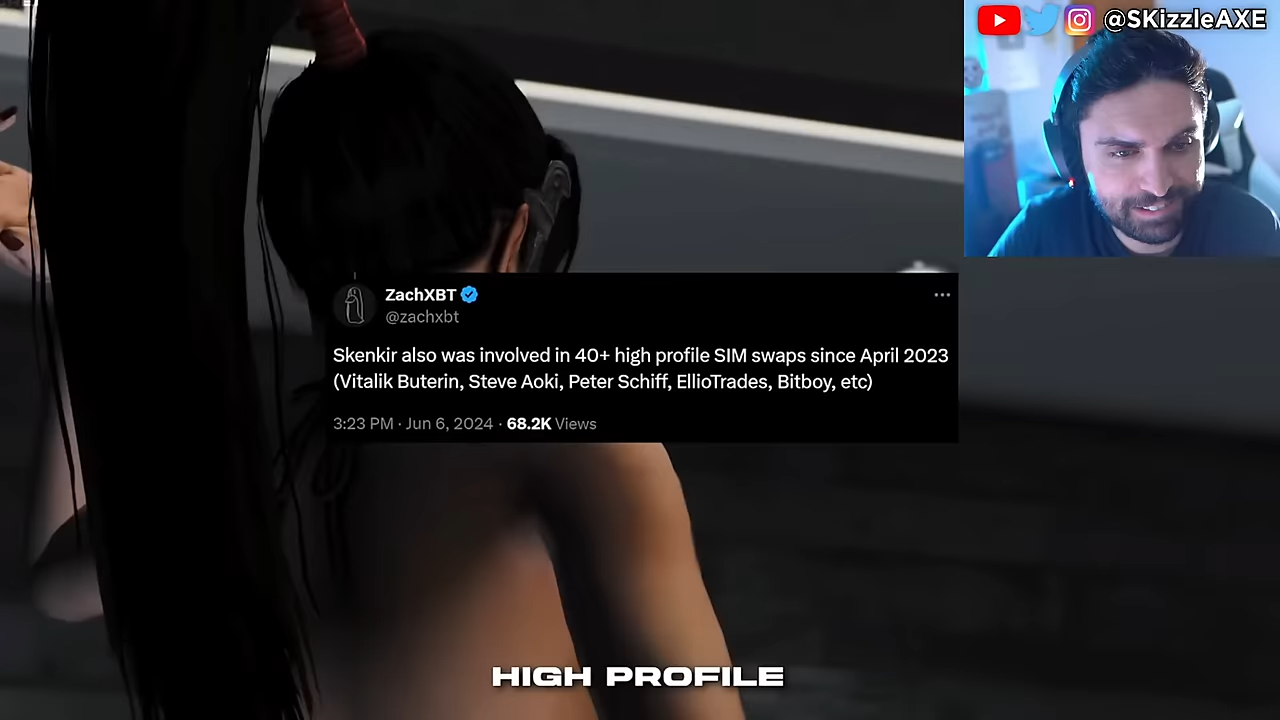 @SKizzleAXE
ZachXBT
@zachxbt
Skenkir also was involved in 40+ high profile SIM swaps since April 2023
(Vitalik Buterin, Steve Aoki, Peter Schiff, EllioTrades, Bitboy, etc)
3:23 PM · Jun 6, 2024 · 68.2K Views
HIGH PROFILE